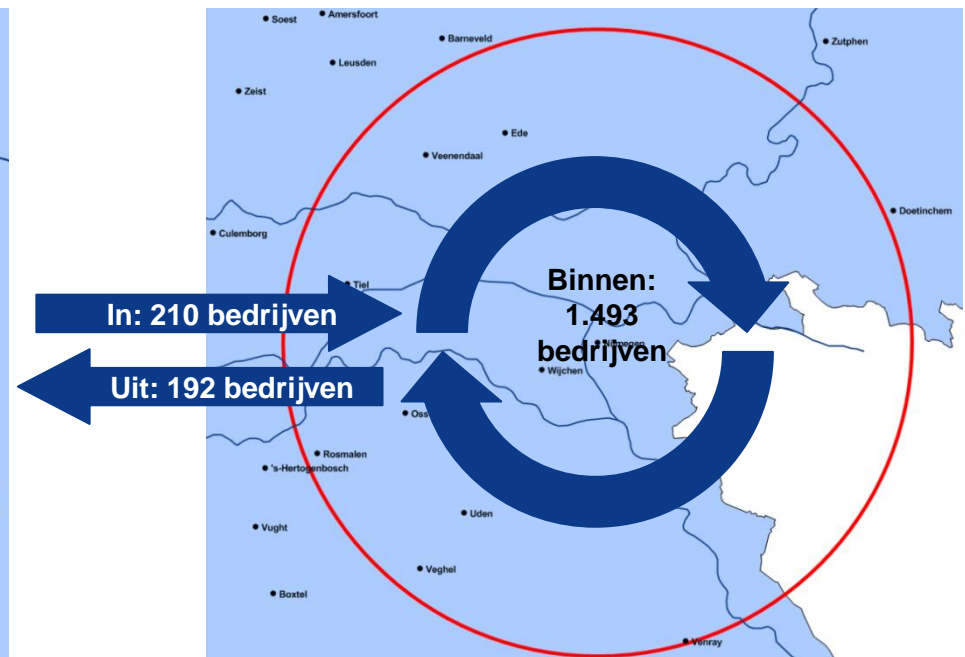 Soest
Amersfoort
Barneveld
Zutphen
Leusden
Zeist
Ede
Veenendaal
Doetinchem
Culemborg
Tiel
Binnen:
1.493
bedrijven
In: 210 bedrijven
Nijmegen
Wijchen
Uit: 192 bedrijven
Oss
Rosmalen
's-Hertogenbosch
Uden
Vught
Veghel
Boxtel
Venray